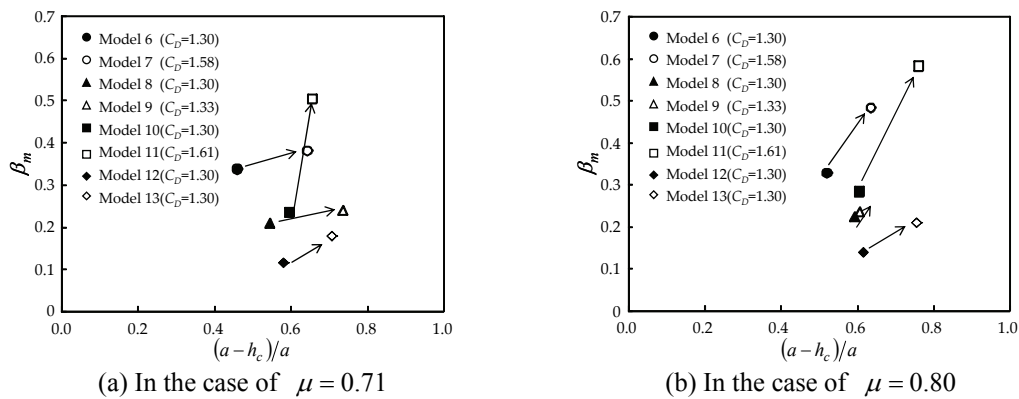 0.7
0.6
0.5
0.4
0.3
0.2
0.1
0
βm
Model 6 (CD=1.30)
Model 7 (CD=1.58)
Model 8 (CD=1.30)
Model 9 (CD=1.33)
Model 10(CD=1.30)
Model 11(CD=1.61)
Model 12(CD=1.30)
Model 13(CD=1.30)
0.0 0.2 0.4 0.6 0.8 1.0
(a − hc)/a
(a) In the case of μ = 0.71
0.7
0.6
0.5
0.4
0.3
0.2
0.1
0
βm
Model 6 (CD=1.30)
Model 7 (CD=1.58)
Model 8 (CD=1.30)
Model 9 (CD=1.33)
Model 10(CD=1.30)
Model 11(CD=1.61)
Model 12(CD=1.30)
Model 13(CD=1.30)
0.0 0.2 0.4 0.6 0.8 1.0
(a − hc)/a
(b) In the case of μ = 0.80